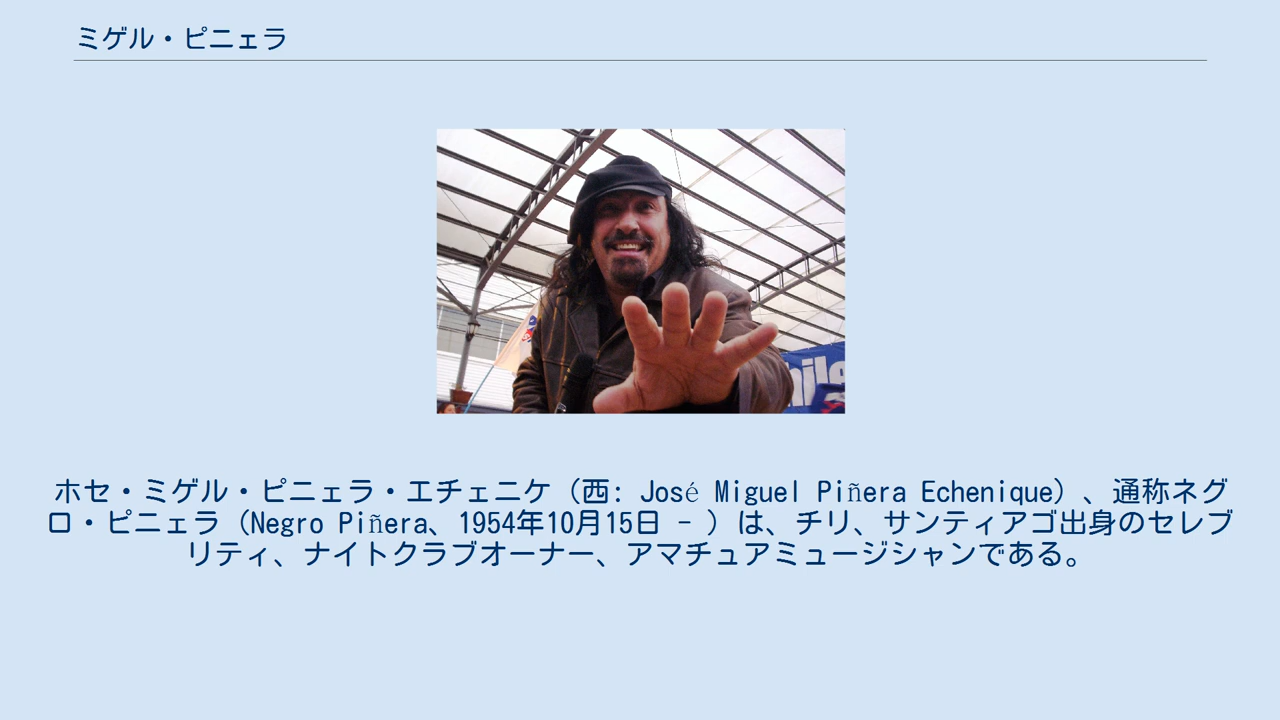 ミゲル・ピニェラ
hile
ホセ・ミゲル・ピニェラ・エチェニケ（西: José Miguel Piñera Echenique）、通称ネグ
ロ・ピニェラ（Negro Piñera、1954年10月15日 - ）は、チリ、サンティアゴ出身のセレブ
リティ、ナイトクラブオーナー、アマチュアミュージシャンである。